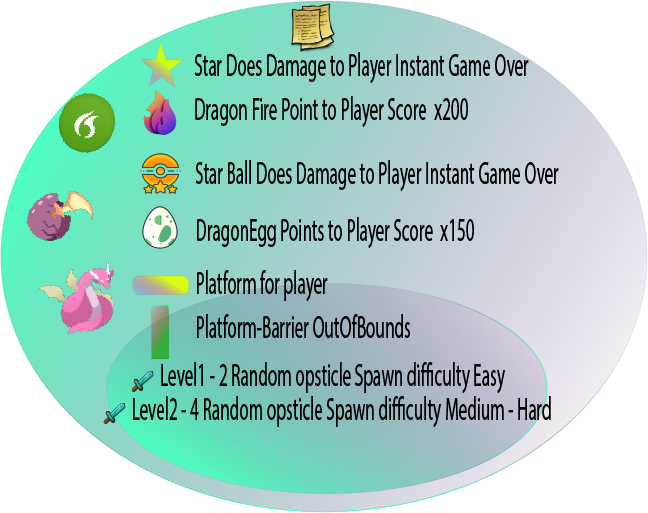 Star Does Damage to Player Instant Game Over
Dragon Fire Point to Player Score x200
Star Ball Does Damage to Player Instant Game Over
DragonEgg Points to Player Score x150
Platform for player
Platform-Barrier OutOfBounds
Level1 - 2 Random opsticle Spawn difficulty Easy
Level2 - 4 Random opsticle Spawn difficulty Medium - Hard